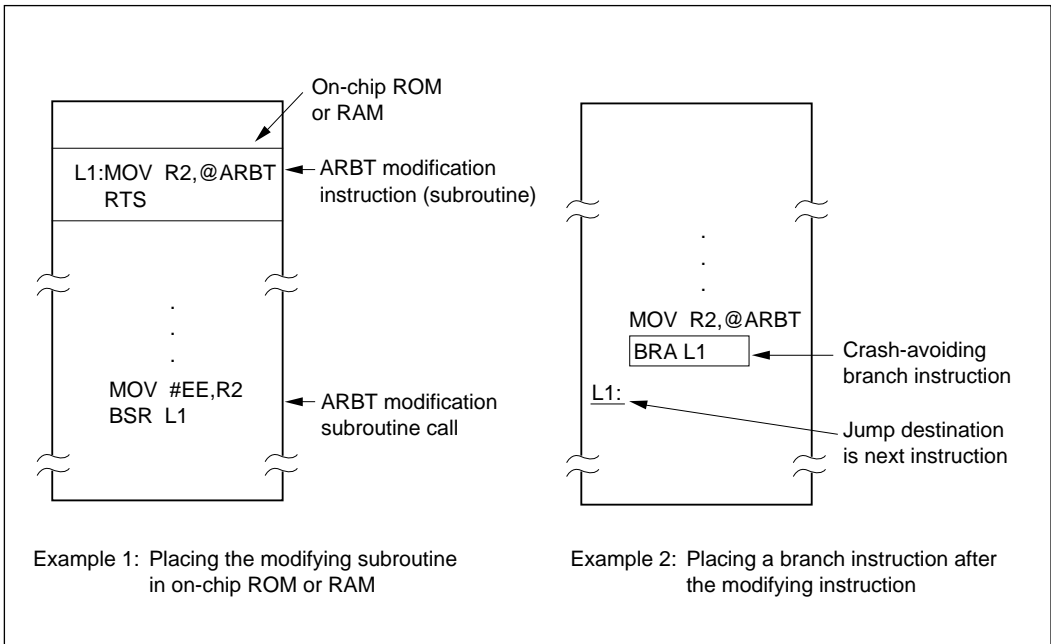 On-chip ROM
or RAM
L1:MOV R2,@ARBT
RTS
ARBT modification
instruction (subroutine)
.
.
.
MOV #EE,R2
BSR L1
ARBT modification
subroutine call
Example 1: Placing the modifying subroutine
in on-chip ROM or RAM
.
.
.
MOV R2,@ARBT
BRA L1
Crash-avoiding
branch instruction
L1:
Jump destination
is next instruction
Example 2: Placing a branch instruction after
the modifying instruction